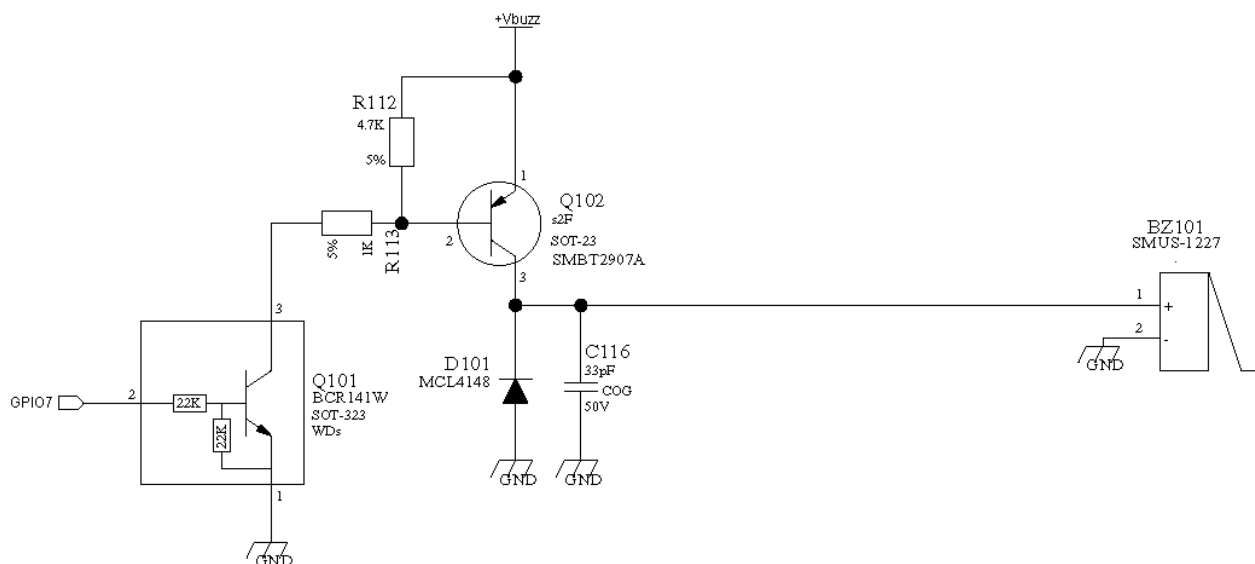 +Vbuzz
R112
4.7K
5%
1
Q102
s2F
2
SOT-23
SMBT2907A
3
5%
1K
R113
BZ101
SMUS-1227
1
+
2
-
GND
3
D101
MCL4148
C116
33pF
COG
50V
GND
GND
GPIO7
2
22K
22K
Q101
BCR141W
SOT-323
WDs
1
GND